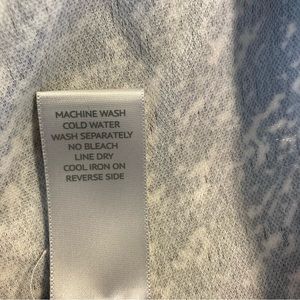 MACHINE WASH
COLD WATER
WASH SEPARATELY
NO BLEACH
LINE DRY
COOL IRON ON
REVERSE SIDE